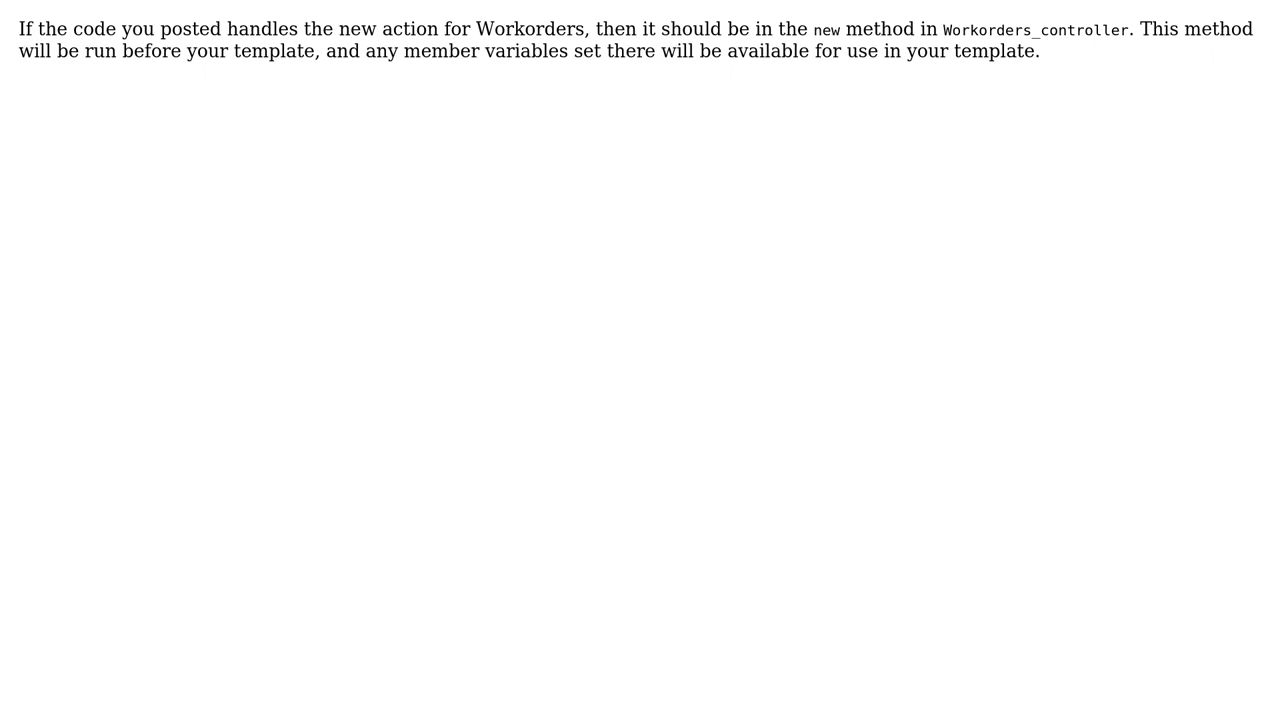 If the code you posted handles the new action for Workorders, then it should be in the new method in Workorders_controller. This method
will be run before your template, and any member variables set there will be available for use in your template.